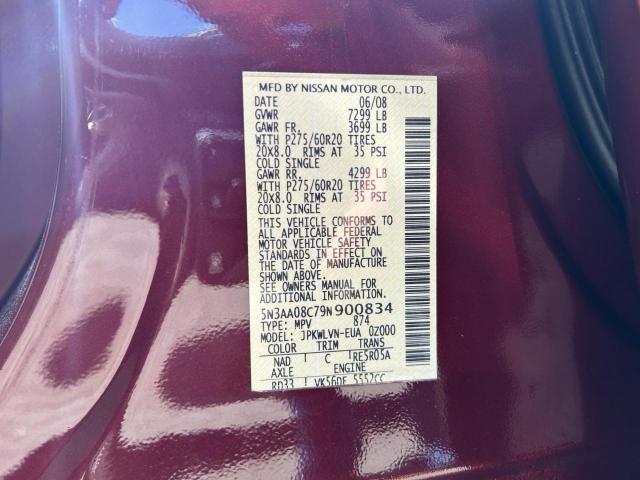 MFD BY NISSAN MOTOR CO., LTD.
DATE 06/08
GVWR 7299 LB
GAWR FR. 3699 LB
WITH P275/60R20 TIRES
20X8.0 RIMS AT 35 PSI
COLD SINGLE
GAWR RR. 4299 LB
WITH P275/60R20 TIRES
20X8.0 RIMS AT 35 PSI
COLD SINGLE
THIS VEHICLE CONFORMS TO
ALL APPLICABLE FEDERAL
MOTOR VEHICLE SAFETY
STANDARDS IN EFFECT ON
THE DATE OF MANUFACTURE
SHOWN ABOVE.
SEE OWNERS MANUAL FOR
ADDITIONAL INFORMATION.
5N3AA08C79N900834
TYPE: MPV 874
MODEL: JPKWLVN-EUA 0Z000
COLOR TRIM TRANS
NAD C RE5R05A
AXLE ENGINE
RD33 VK56DE 5552CC